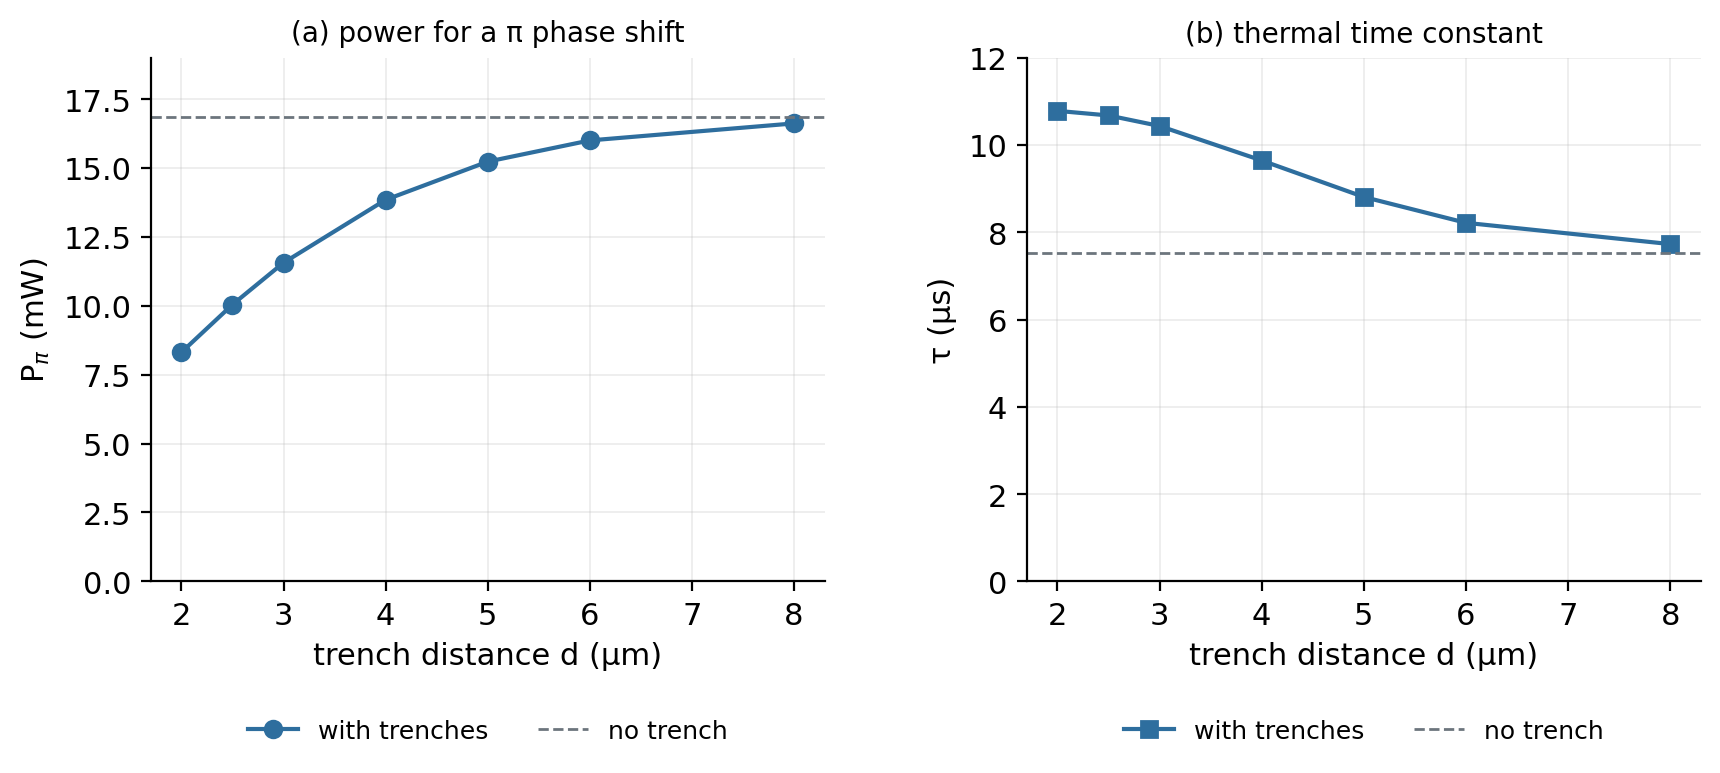 (a) power for a π phase shift
17.5
15.0
12.5
10.0
7.5
5.0
2.5
0.0
Pπ (mW)
2 3 4 5 6 7 8
trench distance d (μm)
with trenches no trench
(b) thermal time constant
12
10
8
6
4
2
0
τ (μs)
2 3 4 5 6 7 8
trench distance d (μm)
with trenches no trench